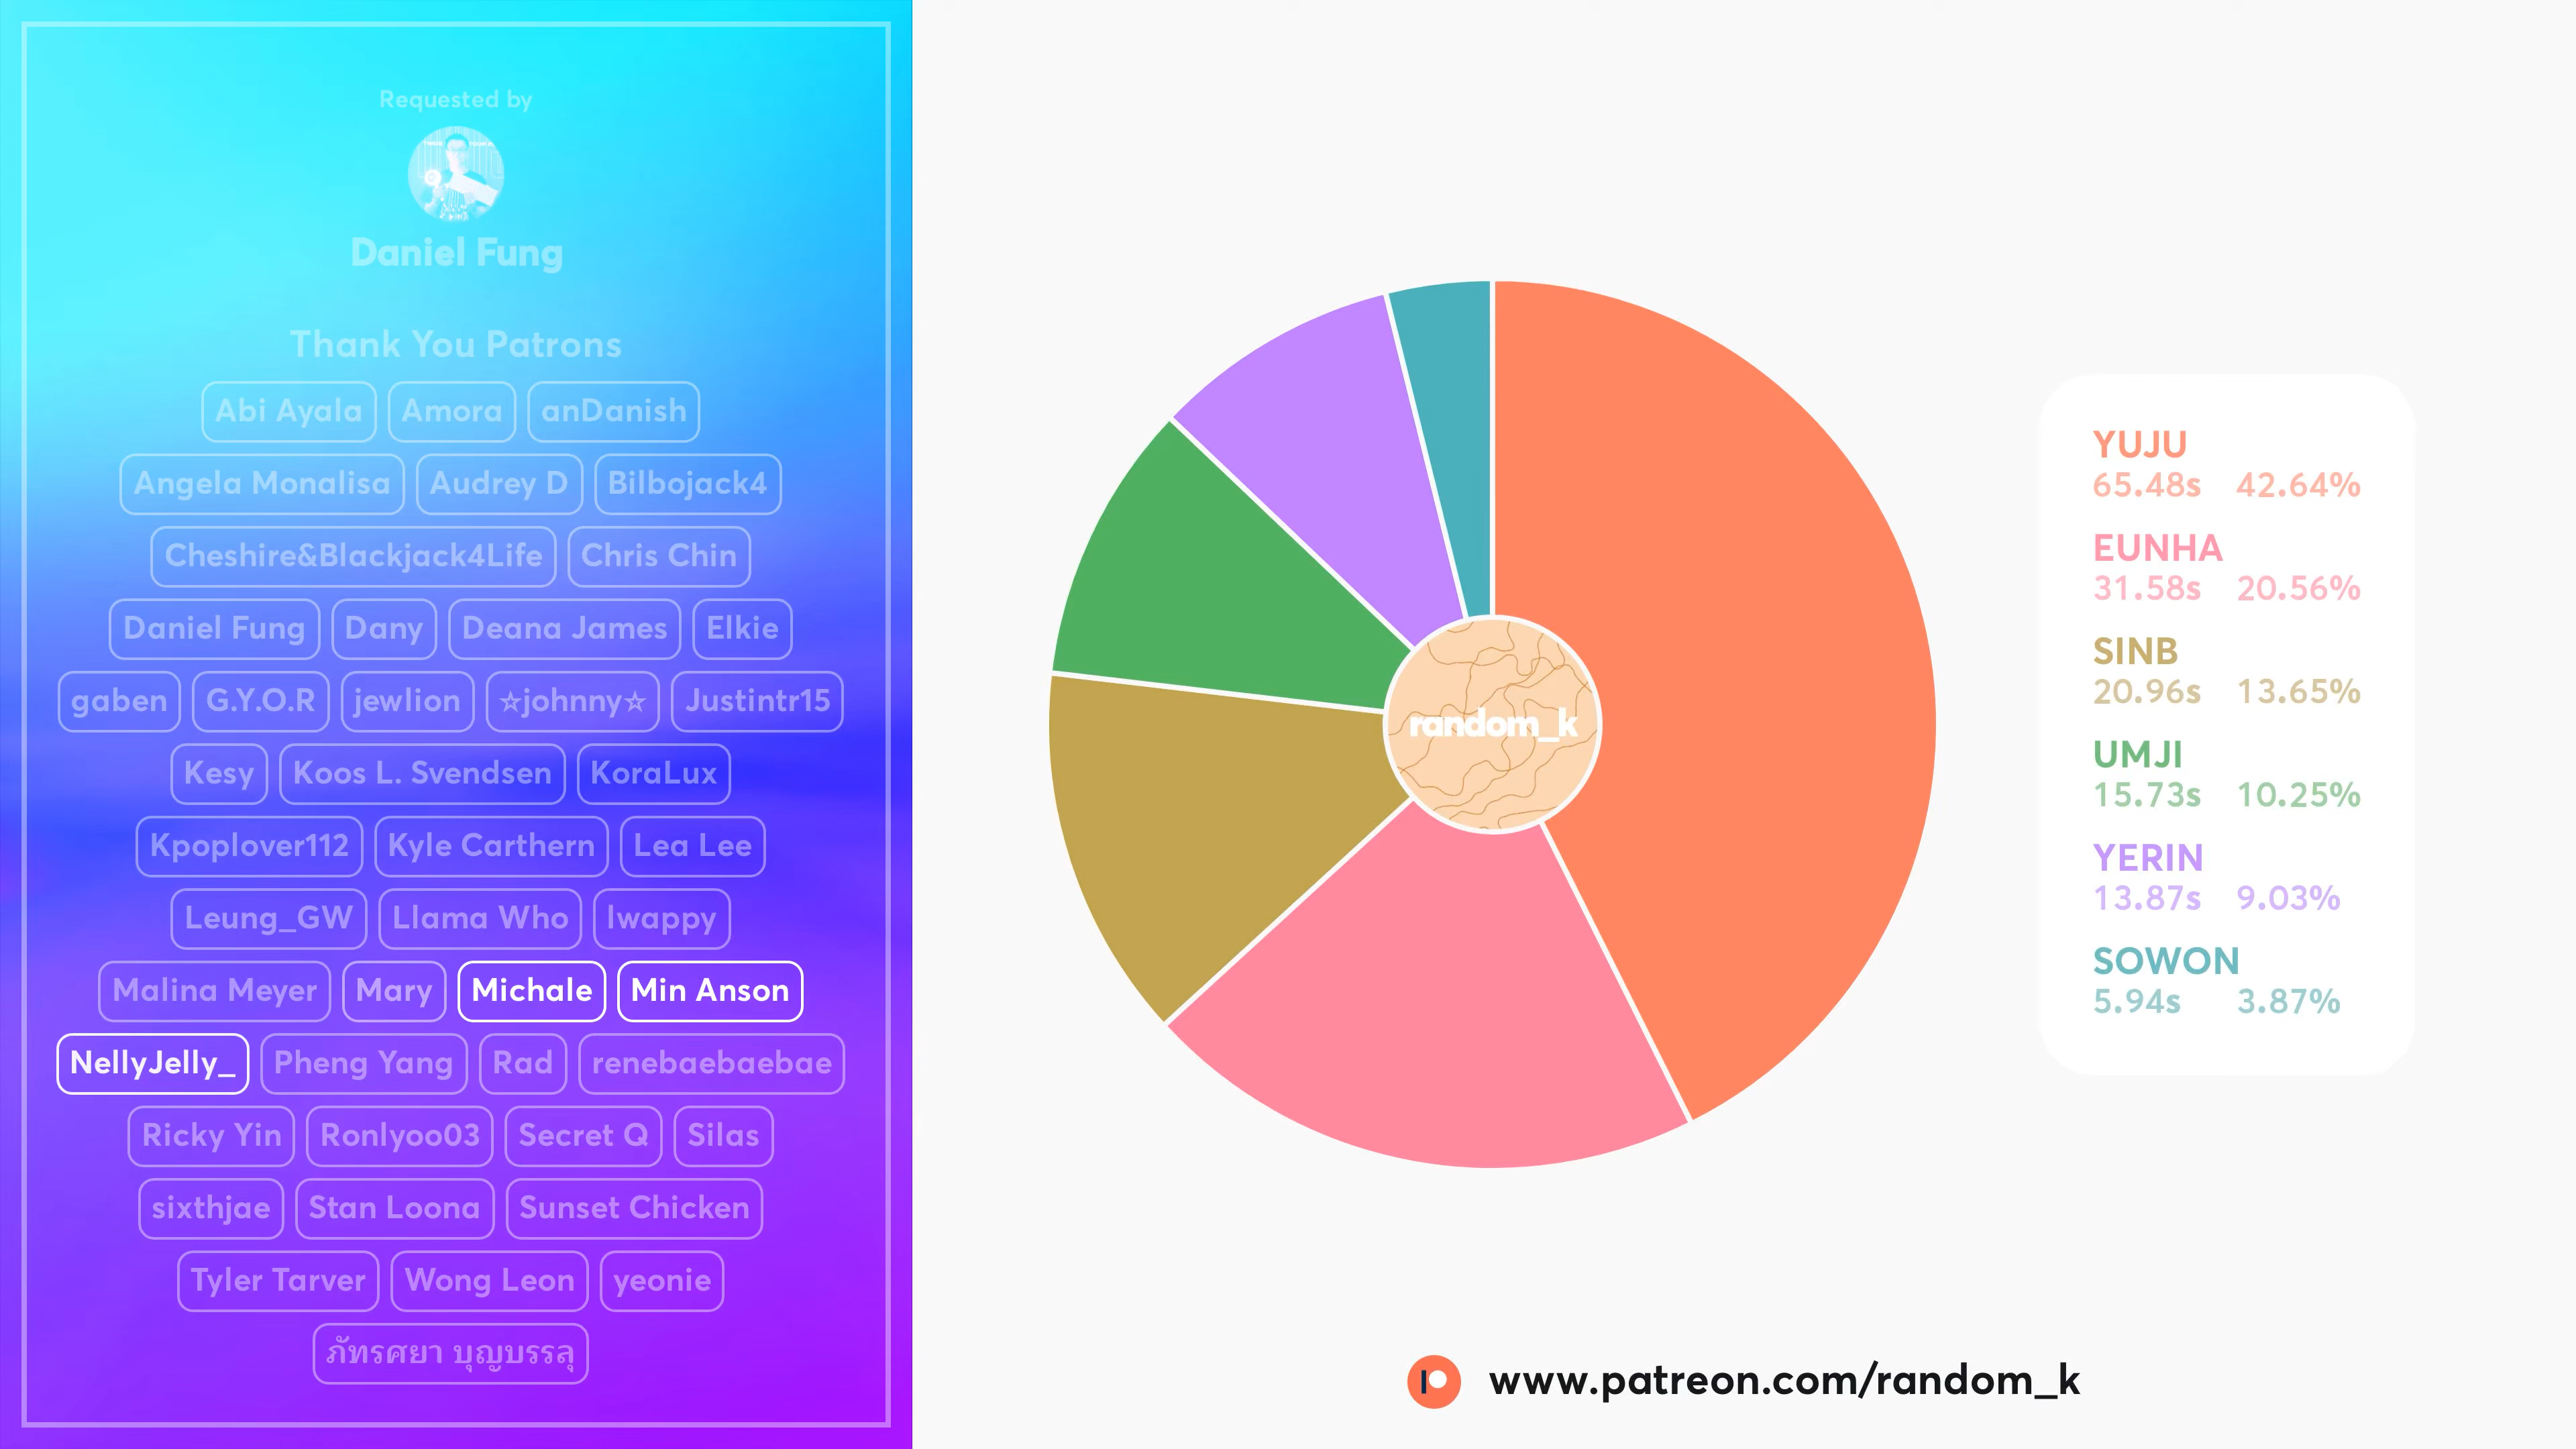 Requested by
Daniel Fung
Thank You Patrons
Abi Ayala Amora anDanish
Angela Monalisa Audrey D Bilbojack4
Cheshire&Blackjack4Life Chris Chin
Daniel Fung Dany Deana James Elkie
gaben G.Y.O.R jewlion ☆johnny☆ Justintr15
Kesy Koos L. Svendsen KoraLux
Kpoplover112 Kyle Carthern Lea Lee
Leung_GW Llama Who lwappy
Malina Meyer Mary Michale Min Anson
NellyJelly_ Pheng Yang Rad renebaebaebae
Ricky Yin Ronlyoo03 Secret Q Silas
sixthjae Stan Loona Sunset Chicken
Tyler Tarver Wong Leon yeonie
ภัทรศยา บุญบรรลุ
random_k
YUJU
65.48s 42.64%
EUNHA
31.58s 20.56%
SINB
20.96s 13.65%
UMJI
15.73s 10.25%
YERIN
13.87s 9.03%
SOWON
5.94s 3.87%
www.patreon.com/random_k